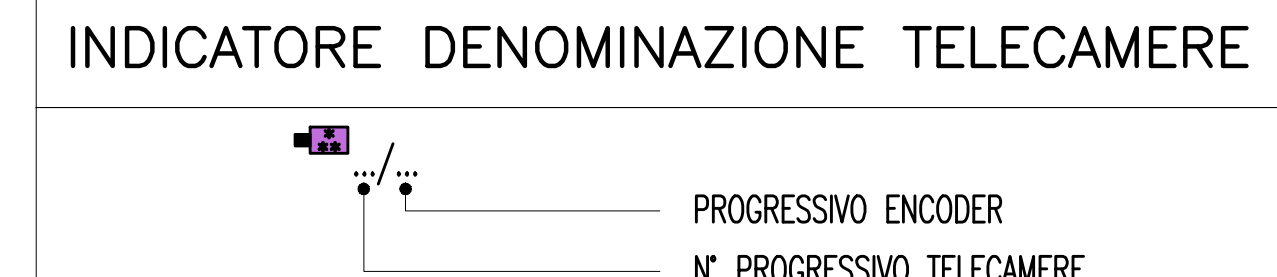 INDICATORE DENOMINAZIONE TELECAMERE
*
**
.../...
PROGRESSIVO ENCODER
N° PROGRESSIVO TELECAMERE